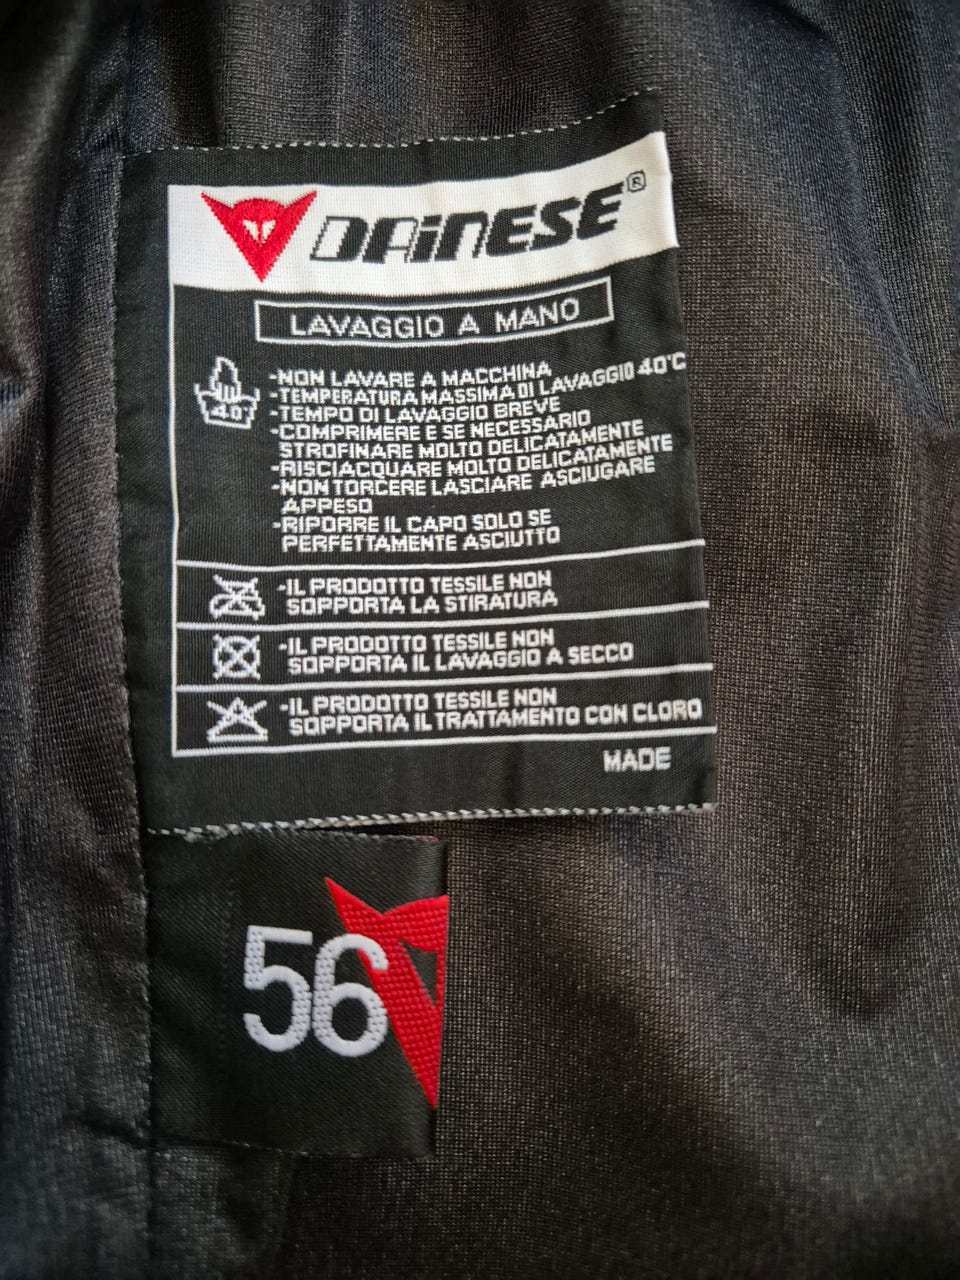 DAINESE®
LAVAGGIO A MANO
40°
-NON LAVARE A MACCHINA
-TEMPERATURA MASSIMA DI LAVAGGIO 40°C
-TEMPO DI LAVAGGIO BREVE
-COMPRIMERE E SE NECESSARIO
STROFINARE MOLTO DELICATAMENTE
-RISCIACQUARE MOLTO DELICATAMENTE
-NON TORCERE LASCIARE ASCIUGARE
APPESO
-RIPORRE IL CAPO SOLO SE
PERFETTAMENTE ASCIUTTO
-IL PRODOTTO TESSILE NON
SOPPORTA LA STIRATURA
-IL PRODOTTO TESSILE NON
SOPPORTA IL LAVAGGIO A SECCO
-IL PRODOTTO TESSILE NON
SOPPORTA IL TRATTAMENTO CON CLORO
MADE
56